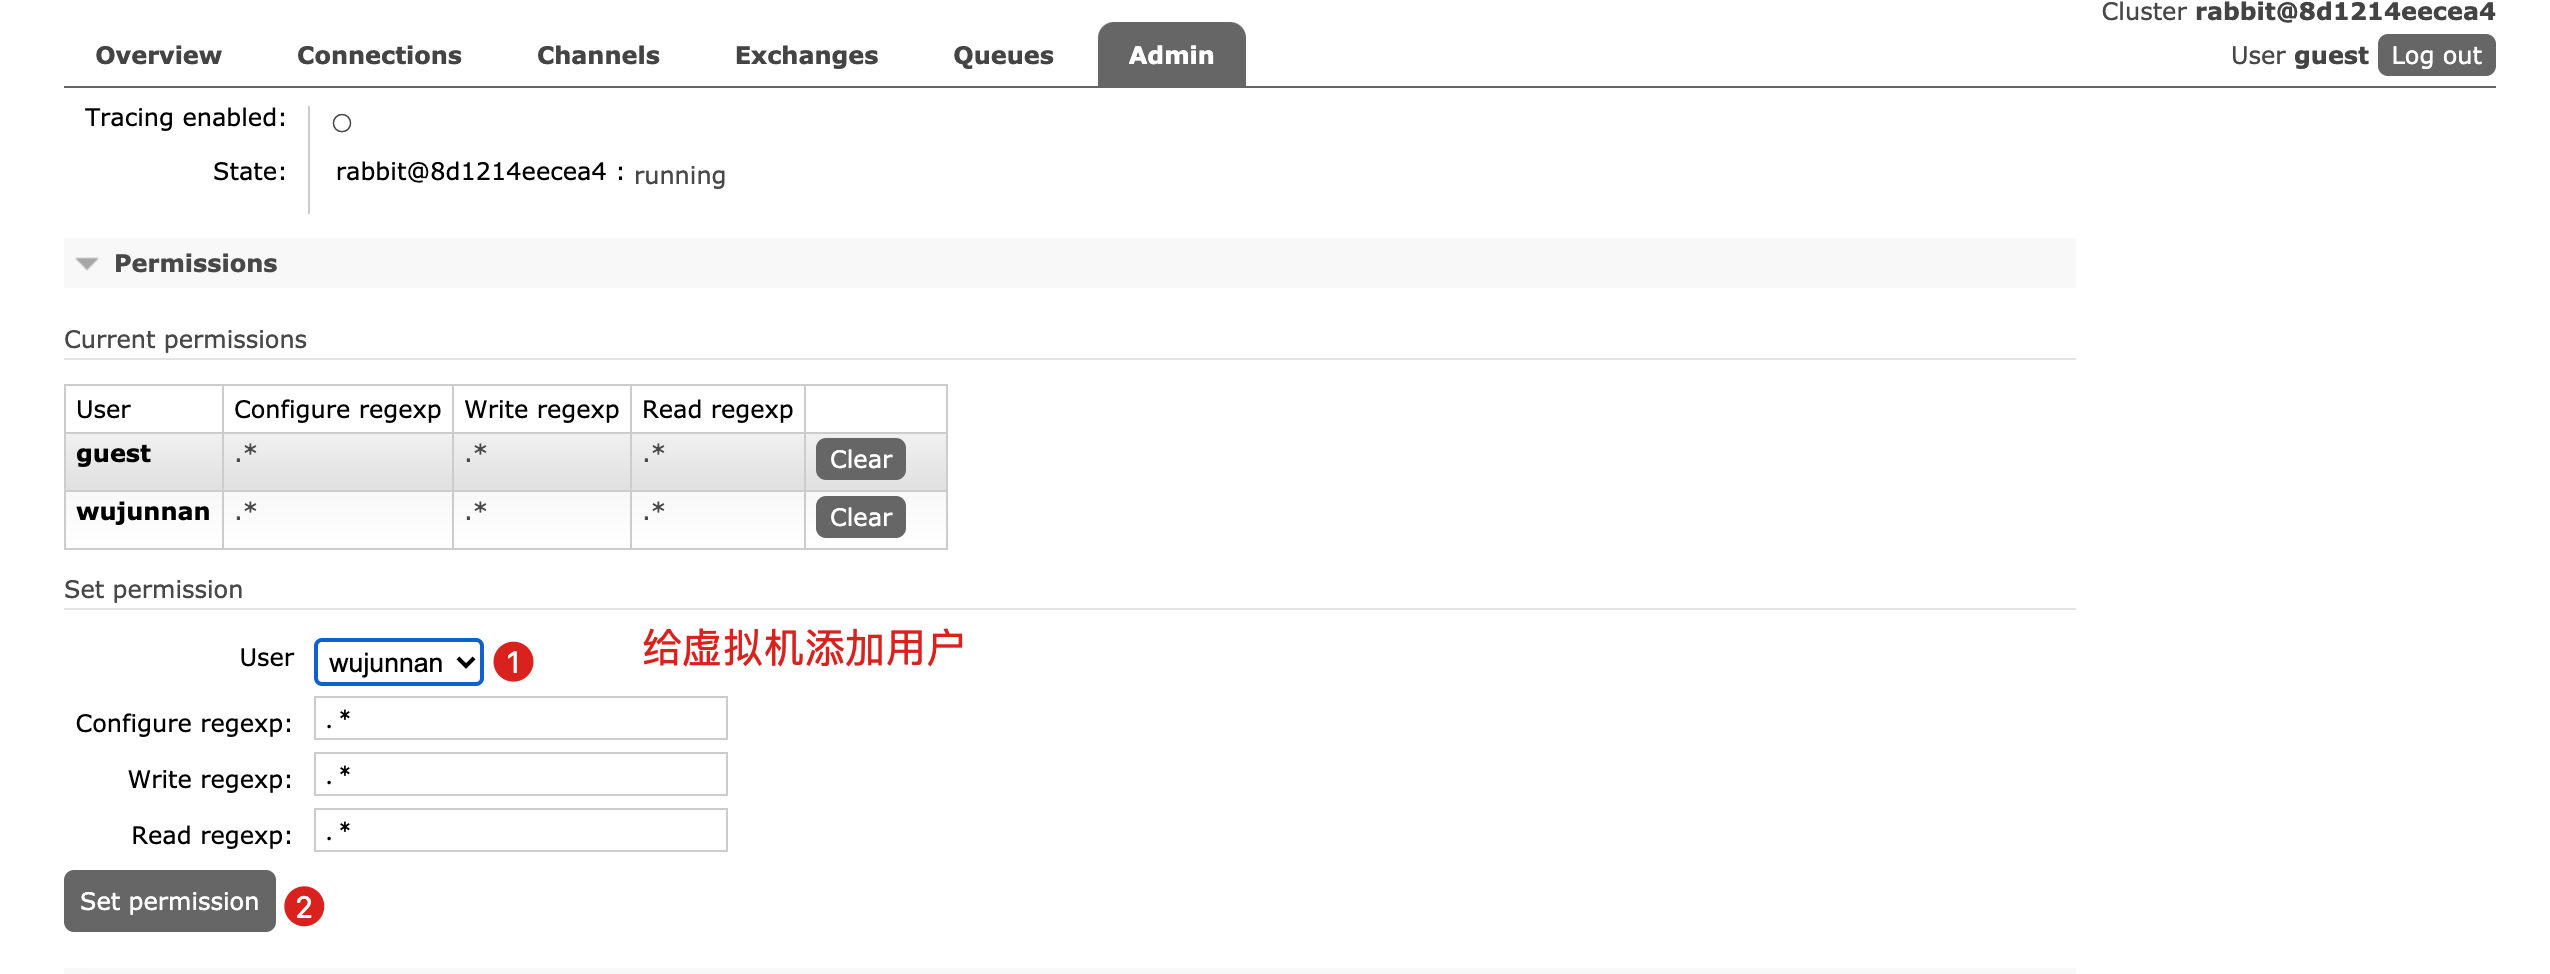 Cluster rabbit@8d1214eecea4
Overview Connections Channels Exchanges Queues Admin
User guest Log out
Tracing enabled:
State: rabbit@8d1214eecea4 : running
Permissions
Current permissions
User Configure regexp Write regexp Read regexp
guest .* .* .* Clear
wujunnan .* .* .* Clear
Set permission
User wujunnan 1 给虚拟机添加用户
Configure regexp: .*
Write regexp: .*
Read regexp: .*
Set permission 2